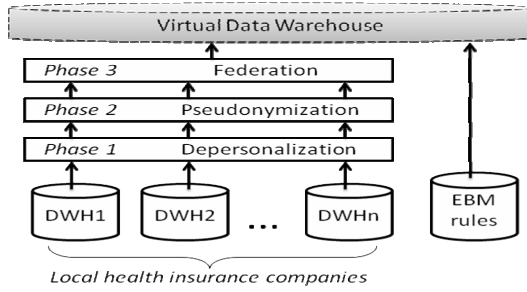 Virtual Data Warehouse
Phase 3 Federation
Phase 2 Pseudonymization
Phase 1 Depersonalization
DWH1 DWH2 ... DWHn
EBM
rules
Local health insurance companies